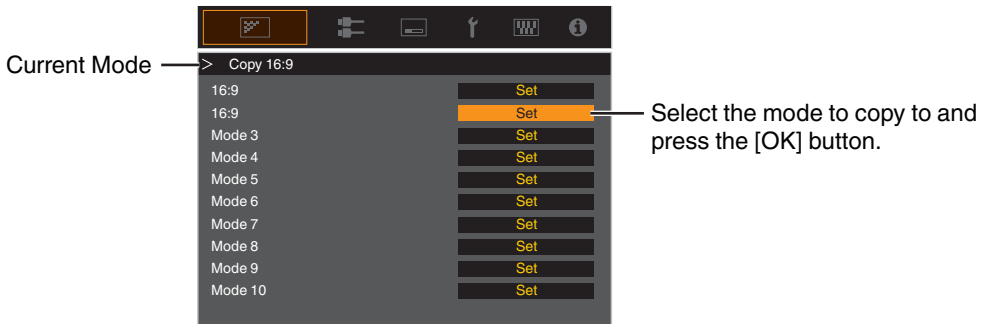 Current Mode
> Copy 16:9
16:9 Set
16:9 Set
Select the mode to copy to and
press the [OK] button.
Mode 3 Set
Mode 4 Set
Mode 5 Set
Mode 6 Set
Mode 7 Set
Mode 8 Set
Mode 9 Set
Mode 10 Set